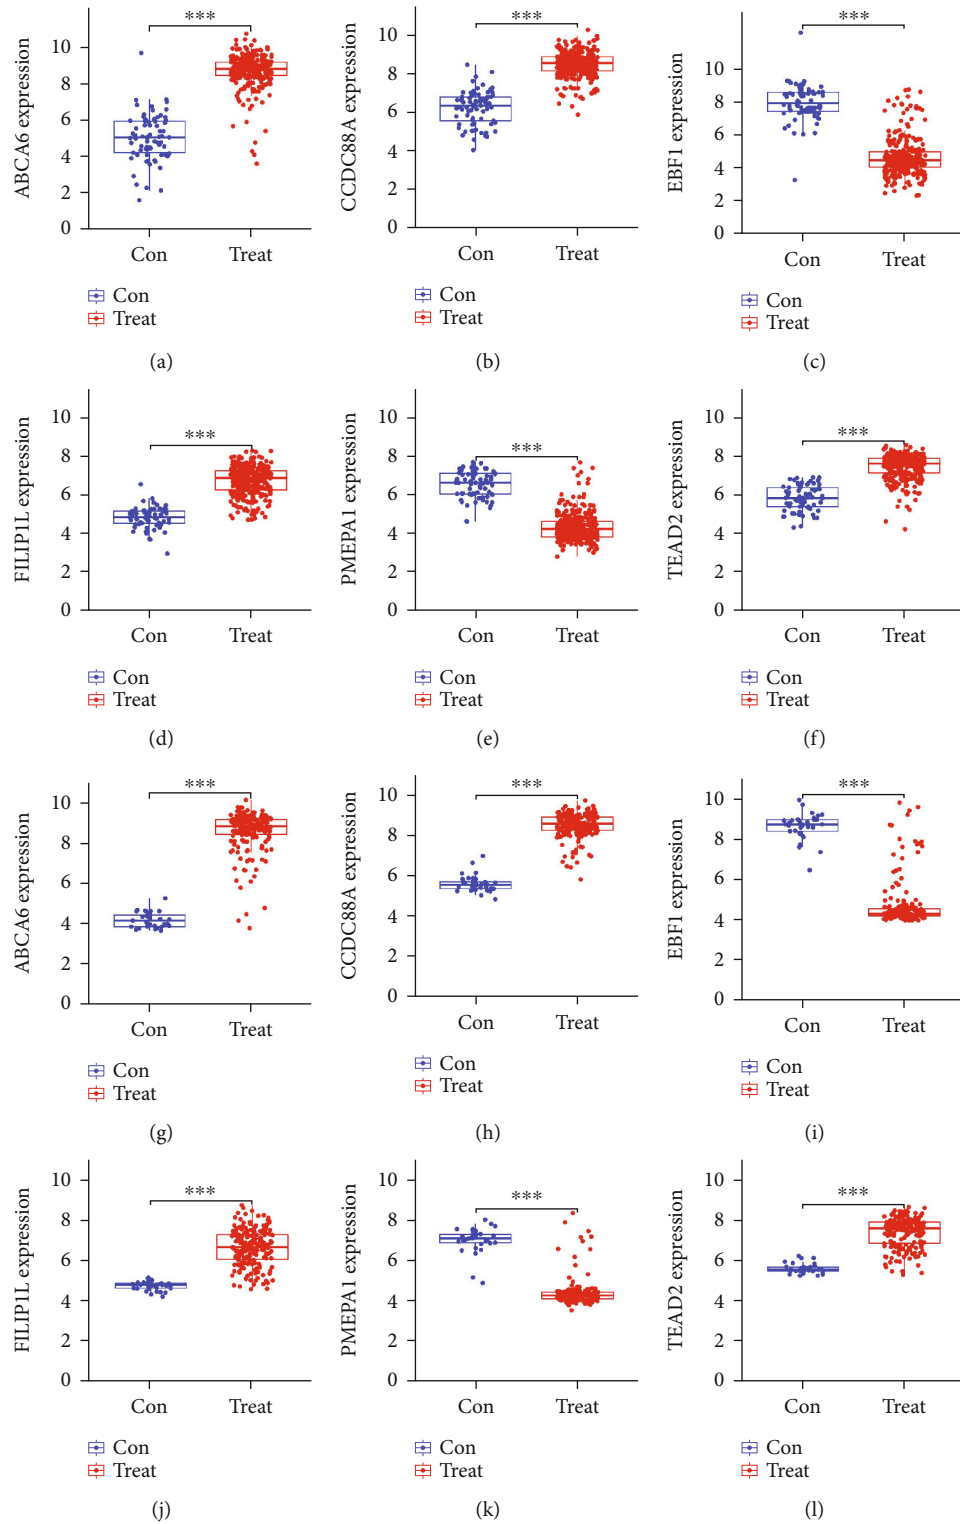 ABCA6 expression
10
8
6
4
2
0
***
Con
Treat
Con
Treat
(a)
CCDC88A expression
10
8
6
4
2
0
***
Con
Treat
Con
Treat
(b)
EBF1 expression
12
10
8
6
4
2
0
***
Con
Treat
Con
Treat
(c)
FILIP1L expression
10
8
6
4
2
0
***
Con
Treat
Con
Treat
(d)
PMEPA1 expression
10
8
6
4
2
0
***
Con
Treat
Con
Treat
(e)
TEAD2 expression
10
8
6
4
2
0
***
Con
Treat
Con
Treat
(f)
ABCA6 expression
10
8
6
4
2
0
***
Con
Treat
Con
Treat
(g)
CCDC88A expression
10
8
6
4
2
0
***
Con
Treat
Con
Treat
(h)
EBF1 expression
10
8
6
4
2
0
***
Con
Treat
Con
Treat
(i)
FILIP1L expression
10
8
6
4
2
0
***
Con
Treat
Con
Treat
(j)
PMEPA1 expression
10
8
6
4
2
0
***
Con
Treat
Con
Treat
(k)
TEAD2 expression
10
8
6
4
2
0
***
Con
Treat
Con
Treat
(l)